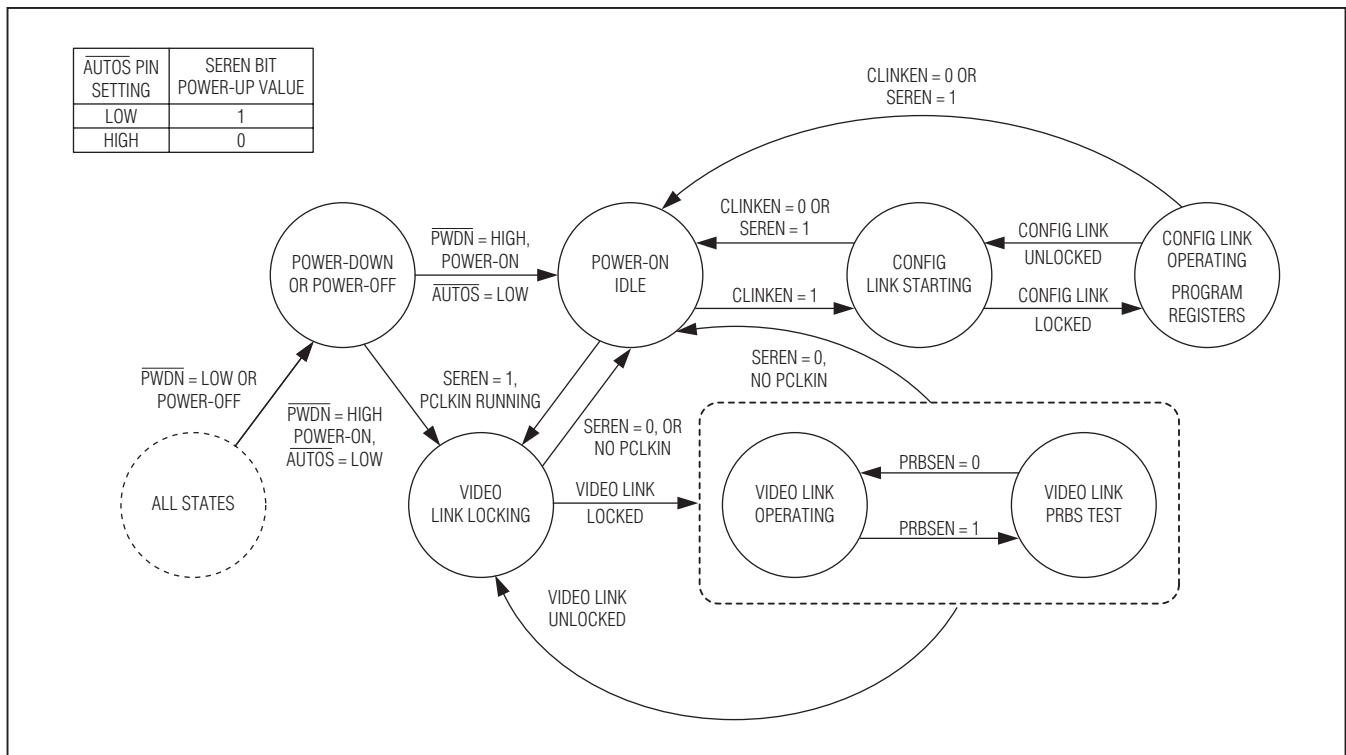 AUTOS PIN
SETTING
SEREN BIT
POWER-UP VALUE
LOW
1
HIGH
0
CLINKEN = 0 OR
SEREN = 1
POWER-DOWN
OR POWER-OFF
PWDN = HIGH,
POWER-ON
AUTOS = LOW
POWER-ON
IDLE
CLINKEN = 0 OR
SEREN = 1
CLINKEN = 1
CONFIG
LINK STARTING
CONFIG LINK
UNLOCKED
CONFIG LINK
LOCKED
CONFIG LINK
OPERATING
PROGRAM
REGISTERS
PWDN = LOW OR
POWER-OFF
PWDN = HIGH
POWER-ON,
AUTOS = LOW
SEREN = 1,
PCLKIN RUNNING
SEREN = 0, OR
NO PCLKIN
SEREN = 0,
NO PCLKIN
ALL STATES
VIDEO
LINK LOCKING
VIDEO LINK
LOCKED
VIDEO LINK
OPERATING
PRBSEN = 0
PRBSEN = 1
VIDEO LINK
PRBS TEST
VIDEO LINK
UNLOCKED